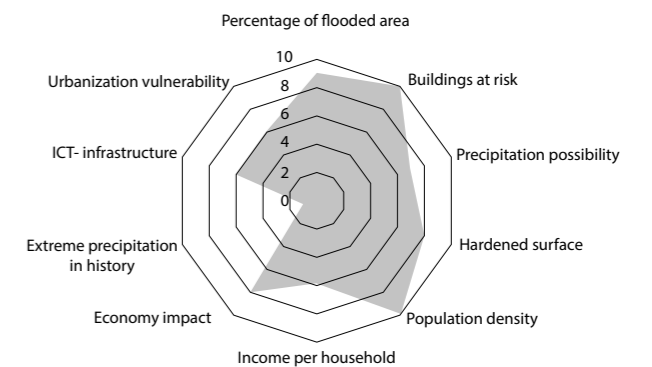 Percentage of flooded area
10
Urbanization vulnerability
Buildings at risk
8
6
4
ICT- infrastructure
Precipitation possibility
2
0
Extreme precipitation
in history
Hardened surface
Economy impact
Population density
Income per household